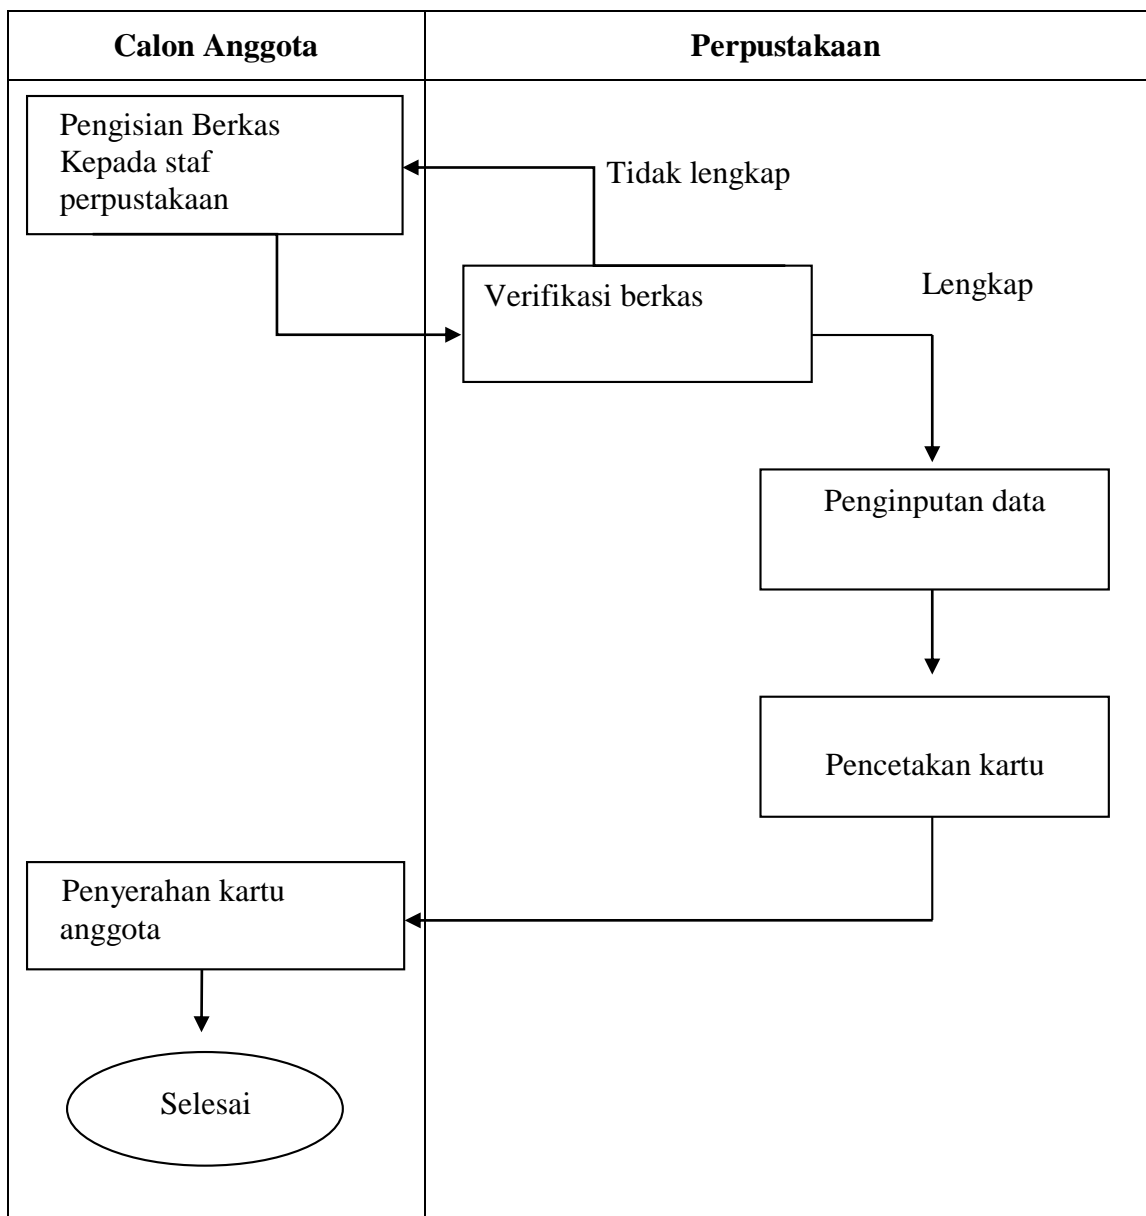 Calon Anggota
Perpustakaan
Pengisian Berkas
Kepada staf
perpustakaan
Tidak lengkap
Verifikasi berkas
Lengkap
Penginputan data
Pencetakan kartu
Penyerahan kartu
anggota
Selesai